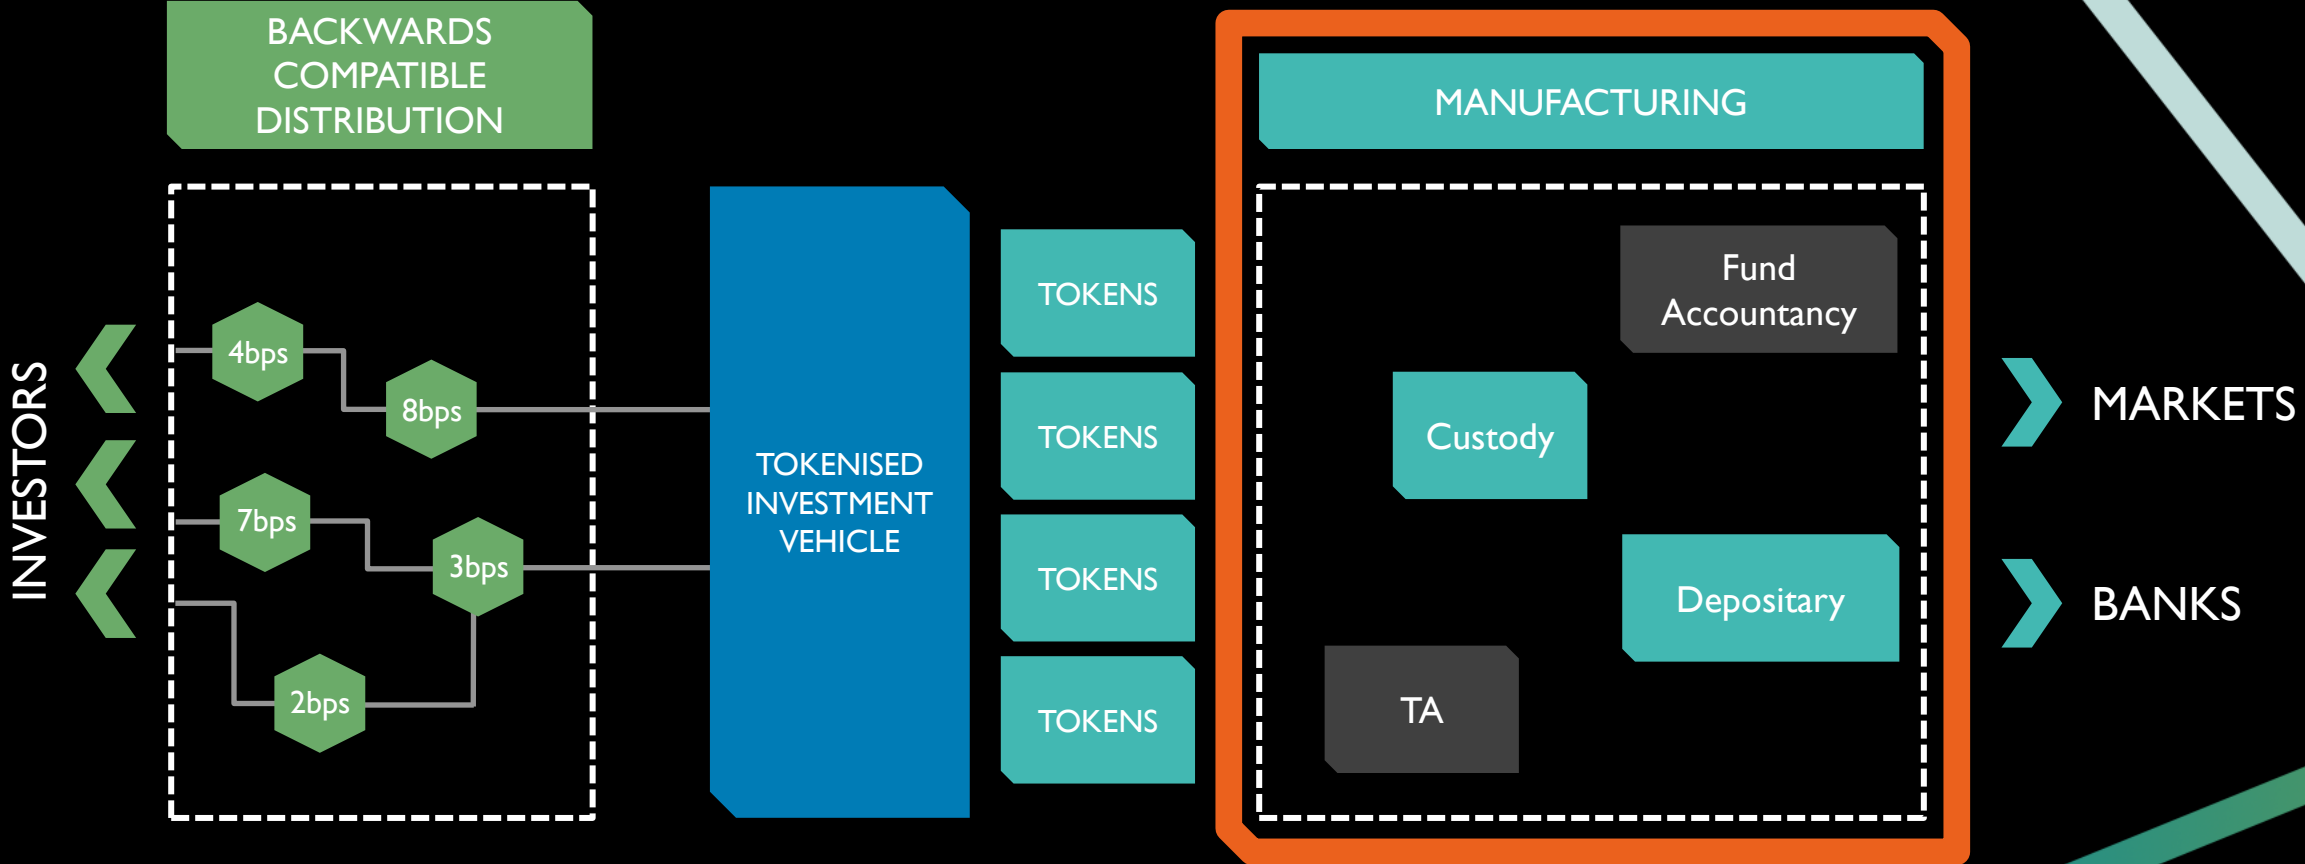 BACKWARDS
COMPATIBLE
DISTRIBUTION
MANUFACTURING
INVESTORS
4bps
8bps
7bps
3bps
2bps
TOKENISED
INVESTMENT
VEHICLE
TOKENS
TOKENS
TOKENS
TOKENS
Fund
Accountancy
Custody
Depositary
TA
MARKETS
BANKS